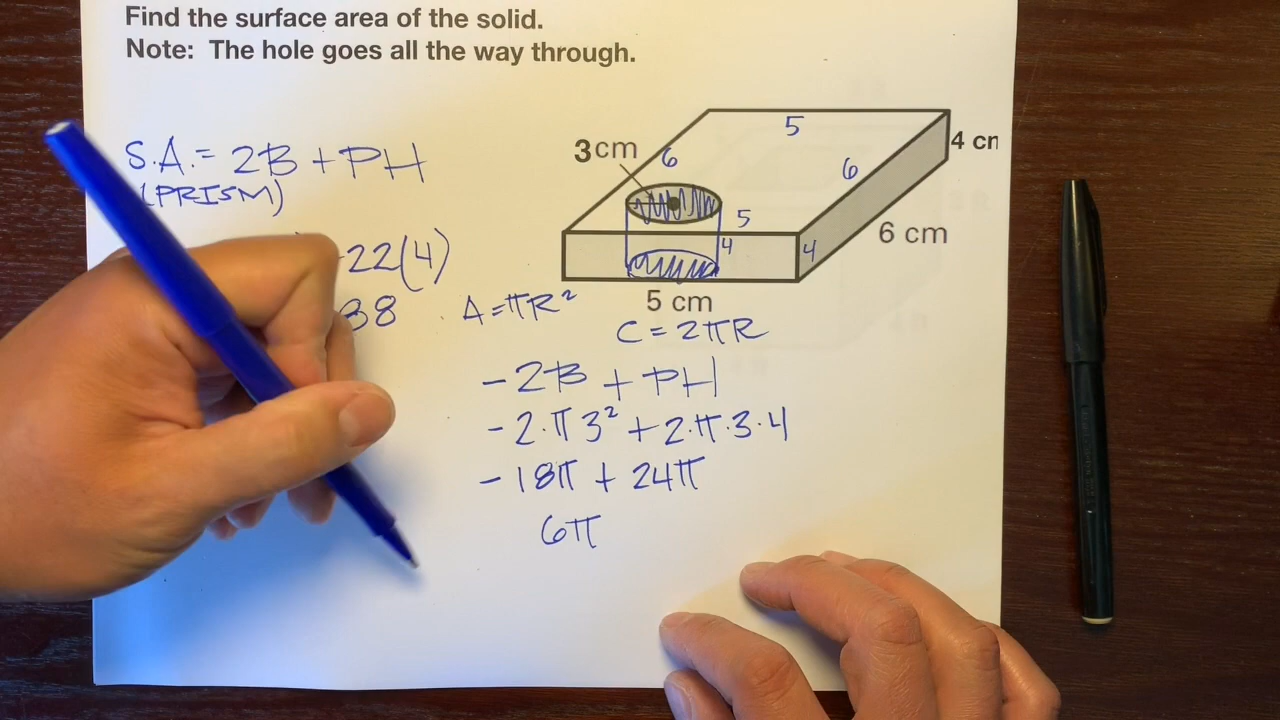 Find the surface area of the solid.
Note: The hole goes all the way through.
S.A. = 2B + PH
(PRISM)
22(4)
38
3cm
6
5
6
4 cm
5
4
4
6 cm
5 cm
A = πR²
C = 2πR
- 2B + PH
- 2·π3² + 2·π·3·4
- 18π + 24π
6π